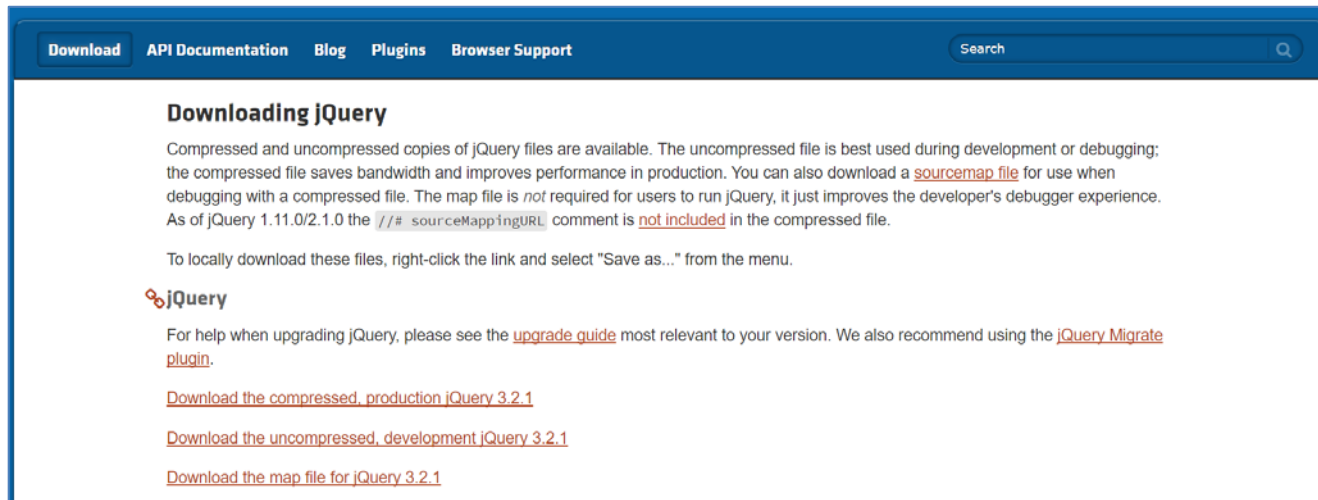 Download API Documentation Blog Plugins Browser Support Search
Downloading jQuery
Compressed and uncompressed copies of jQuery files are available. The uncompressed file is best used during development or debugging;
the compressed file saves bandwidth and improves performance in production. You can also download a sourcemap file for use when
debugging with a compressed file. The map file is not required for users to run jQuery, it just improves the developer's debugger experience.
As of jQuery 1.11.0/2.1.0 the //# sourceMappingURL comment is not included in the compressed file.
To locally download these files, right-click the link and select "Save as..." from the menu.
jQuery
For help when upgrading jQuery, please see the upgrade guide most relevant to your version. We also recommend using the jQuery Migrate
plugin.
Download the compressed, production jQuery 3.2.1
Download the uncompressed, development jQuery 3.2.1
Download the map file for jQuery 3.2.1